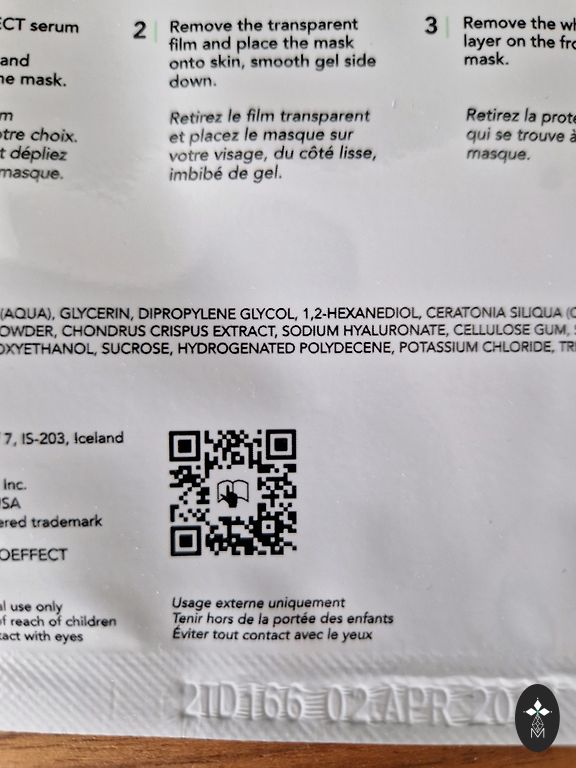 ECT serum
and
he mask.
m
otre choix.
t dépliez
masque.
2
Remove the transparent
film and place the mask
onto skin, smooth gel side
down.
Retirez le film transparent
et placez le masque sur
votre visage, du côté lisse,
imbibé de gel.
3
Remove the wh
layer on the fro
mask.
Retirez la prote
qui se trouve à
masque.
(AQUA), GLYCERIN, DIPROPYLENE GLYCOL, 1,2-HEXANEDIOL, CERATONIA SILIQUA (C
OWDER, CHONDRUS CRISPUS EXTRACT, SODIUM HYALURONATE, CELLULOSE GUM, S
OXYETHANOL, SUCROSE, HYDROGENATED POLYDECENE, POTASSIUM CHLORIDE, TRI
7, IS-203, Iceland
Inc.
USA
ered trademark
OEFFECT
al use only
of reach of children
tact with eyes
Usage externe uniquement
Tenir hors de la portée des enfants
Éviter tout contact avec le yeux
21D166 02 APR 20